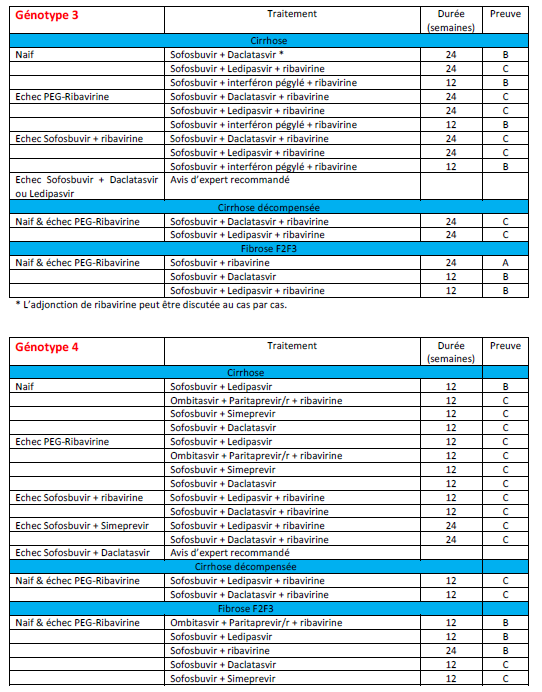 Génotype 3 Traitement Durée (semaines) Preuve
Cirrhose
Naif Sofosbuvir + Daclatasvir * 24 B
Sofosbuvir + Ledipasvir + ribavirine 24 C
Sofosbuvir + interféron pégylé + ribavirine 12 B
Echec PEG-Ribavirine Sofosbuvir + Daclatasvir + ribavirine 24 C
Sofosbuvir + Ledipasvir + ribavirine 24 C
Sofosbuvir + interféron pégylé + ribavirine 12 B
Echec Sofosbuvir + ribavirine Sofosbuvir + Daclatasvir + ribavirine 24 C
Sofosbuvir + Ledipasvir + ribavirine 24 C
Sofosbuvir + interféron pégylé + ribavirine 12 B
Echec Sofosbuvir + Daclatasvir Avis d'expert recommandé
ou Ledipasvir
Cirrhose décompensée
Naif & échec PEG-Ribavirine Sofosbuvir + Daclatasvir + ribavirine 24 C
Sofosbuvir + Ledipasvir + ribavirine 24 C
Fibrose F2F3
Naif & échec PEG-Ribavirine Sofosbuvir + ribavirine 24 A
Sofosbuvir + Daclatasvir 12 B
Sofosbuvir + Ledipasvir + ribavirine 12 B
* L'adjonction de ribavirine peut être discutée au cas par cas.
Génotype 4 Traitement Durée (semaines) Preuve
Cirrhose
Naif Sofosbuvir + Ledipasvir 12 B
Ombitasvir + Paritaprevir/r + ribavirine 12 C
Sofosbuvir + Simeprevir 12 C
Sofosbuvir + Daclatasvir 12 C
Echec PEG-Ribavirine Sofosbuvir + Ledipasvir 12 C
Ombitasvir + Paritaprevir/r + ribavirine 12 C
Sofosbuvir + Simeprevir 12 C
Sofosbuvir + Daclatasvir 12 C
Echec Sofosbuvir + ribavirine Sofosbuvir + Ledipasvir + ribavirine 12 C
Sofosbuvir + Daclatasvir + ribavirine 12 C
Echec Sofosbuvir + Simeprevir Sofosbuvir + Ledipasvir + ribavirine 24 C
Sofosbuvir + Daclatasvir + ribavirine 24 C
Echec Sofosbuvir + Daclatasvir Avis d'expert recommandé
Cirrhose décompensée
Naif & échec PEG-Ribavirine Sofosbuvir + Ledipasvir + ribavirine 12 C
Sofosbuvir + Daclatasvir + ribavirine 12 C
Fibrose F2F3
Naif & échec PEG-Ribavirine Ombitasvir + Paritaprevir/r + ribavirine 12 B
Sofosbuvir + Ledipasvir 12 B
Sofosbuvir + ribavirine 24 B
Sofosbuvir + Daclatasvir 12 C
Sofosbuvir + Simeprevir 12 C